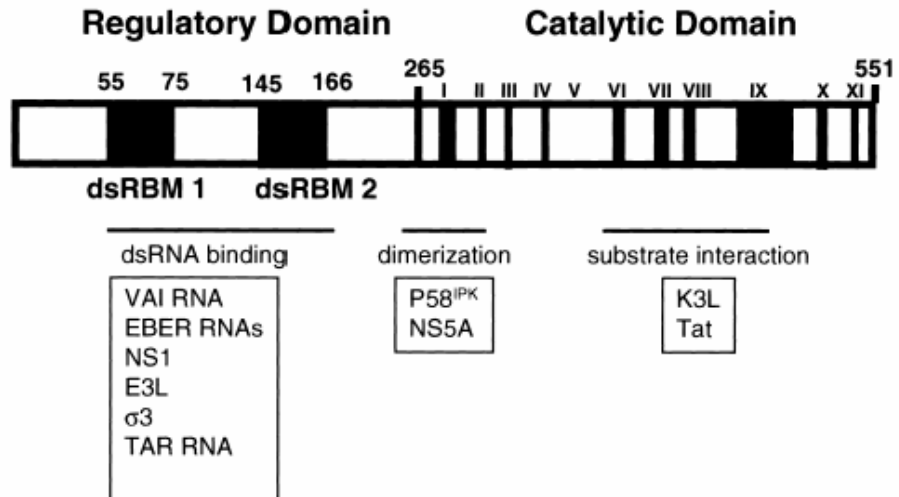 Regulatory Domain Catalytic Domain
55 75 145 166 265 I II III IV V VI VII VIII IX X XI 551
dsRBM 1 dsRBM 2
dsRNA binding dimerization substrate interaction
VAI RNA
EBER RNAs
NS1
E3L
σ3
TAR RNA
P58IPK
NS5A
K3L
Tat